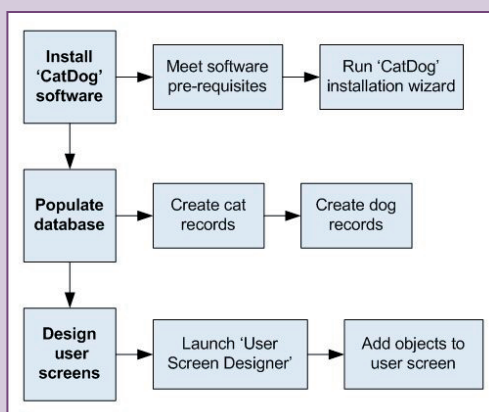 Install
'CatDog'
software
Meet software
pre-requisites
Run 'CatDog'
installation wizard
Populate
database
Create cat
records
Create dog
records
Design
user
screens
Launch 'User
Screen Designer'
Add objects to
user screen